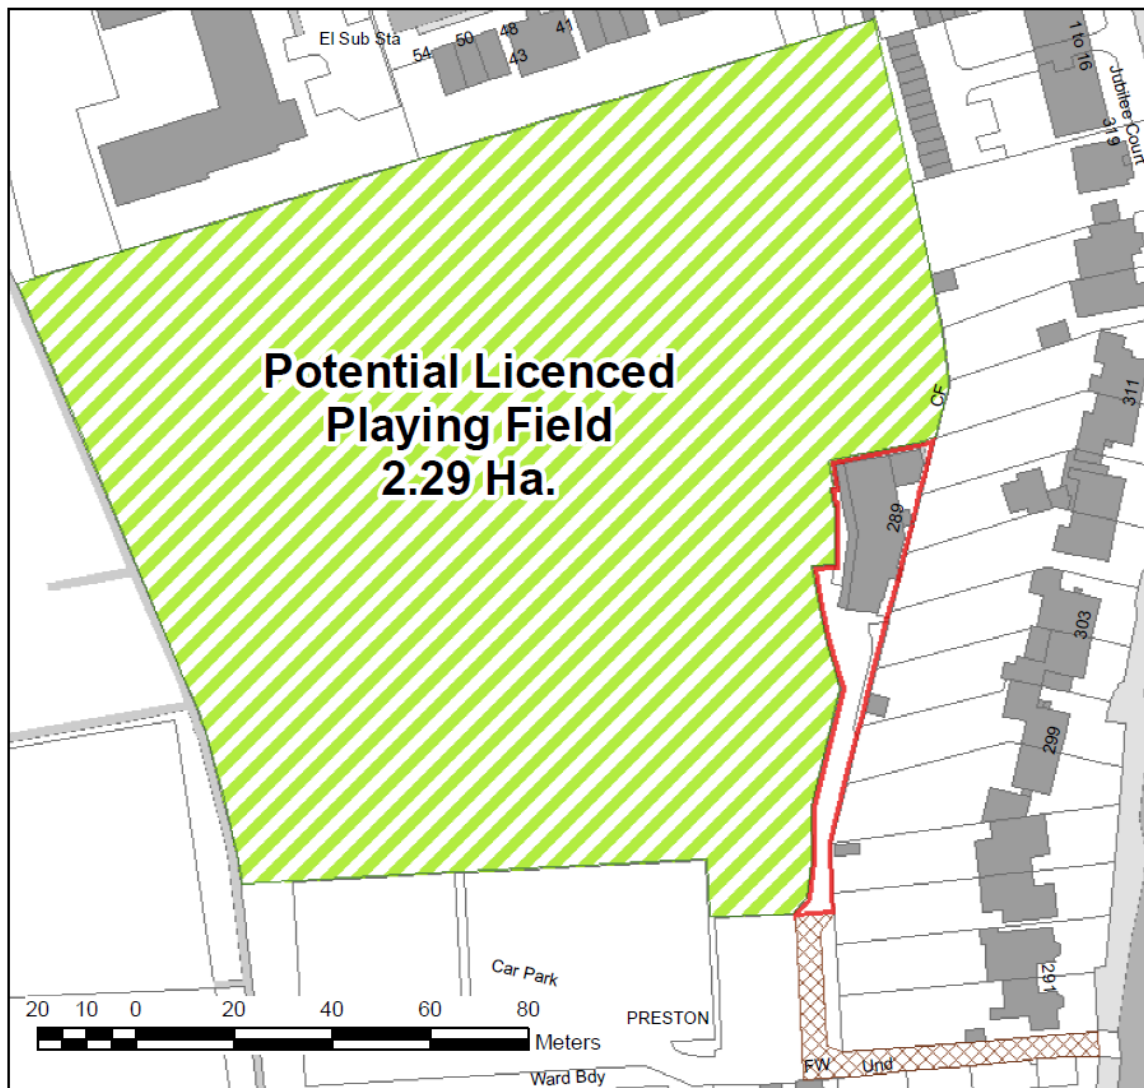 El Sub Sta
54
50
48
43
41
1 to 16
Jubilee Court
319
Potential Licenced
Playing Field
2.29 Ha.
CF
311
289
303
299
291
Car Park
PRESTON
20 10 0 20 40 60 80
Meters
FW
Und
Ward Bdy